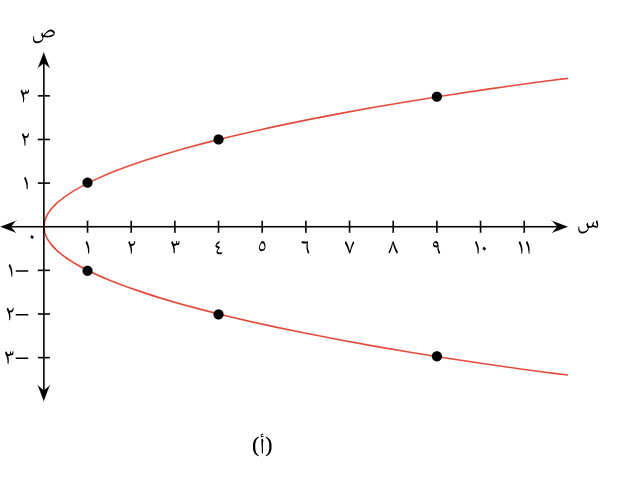 ص
٣
٢
١
س
٠ ١ ٢ ٣ ٤ ٥ ٦ ٧ ٨ ٩ ١٠ ١١
−١
−٢
−٣
(أ)